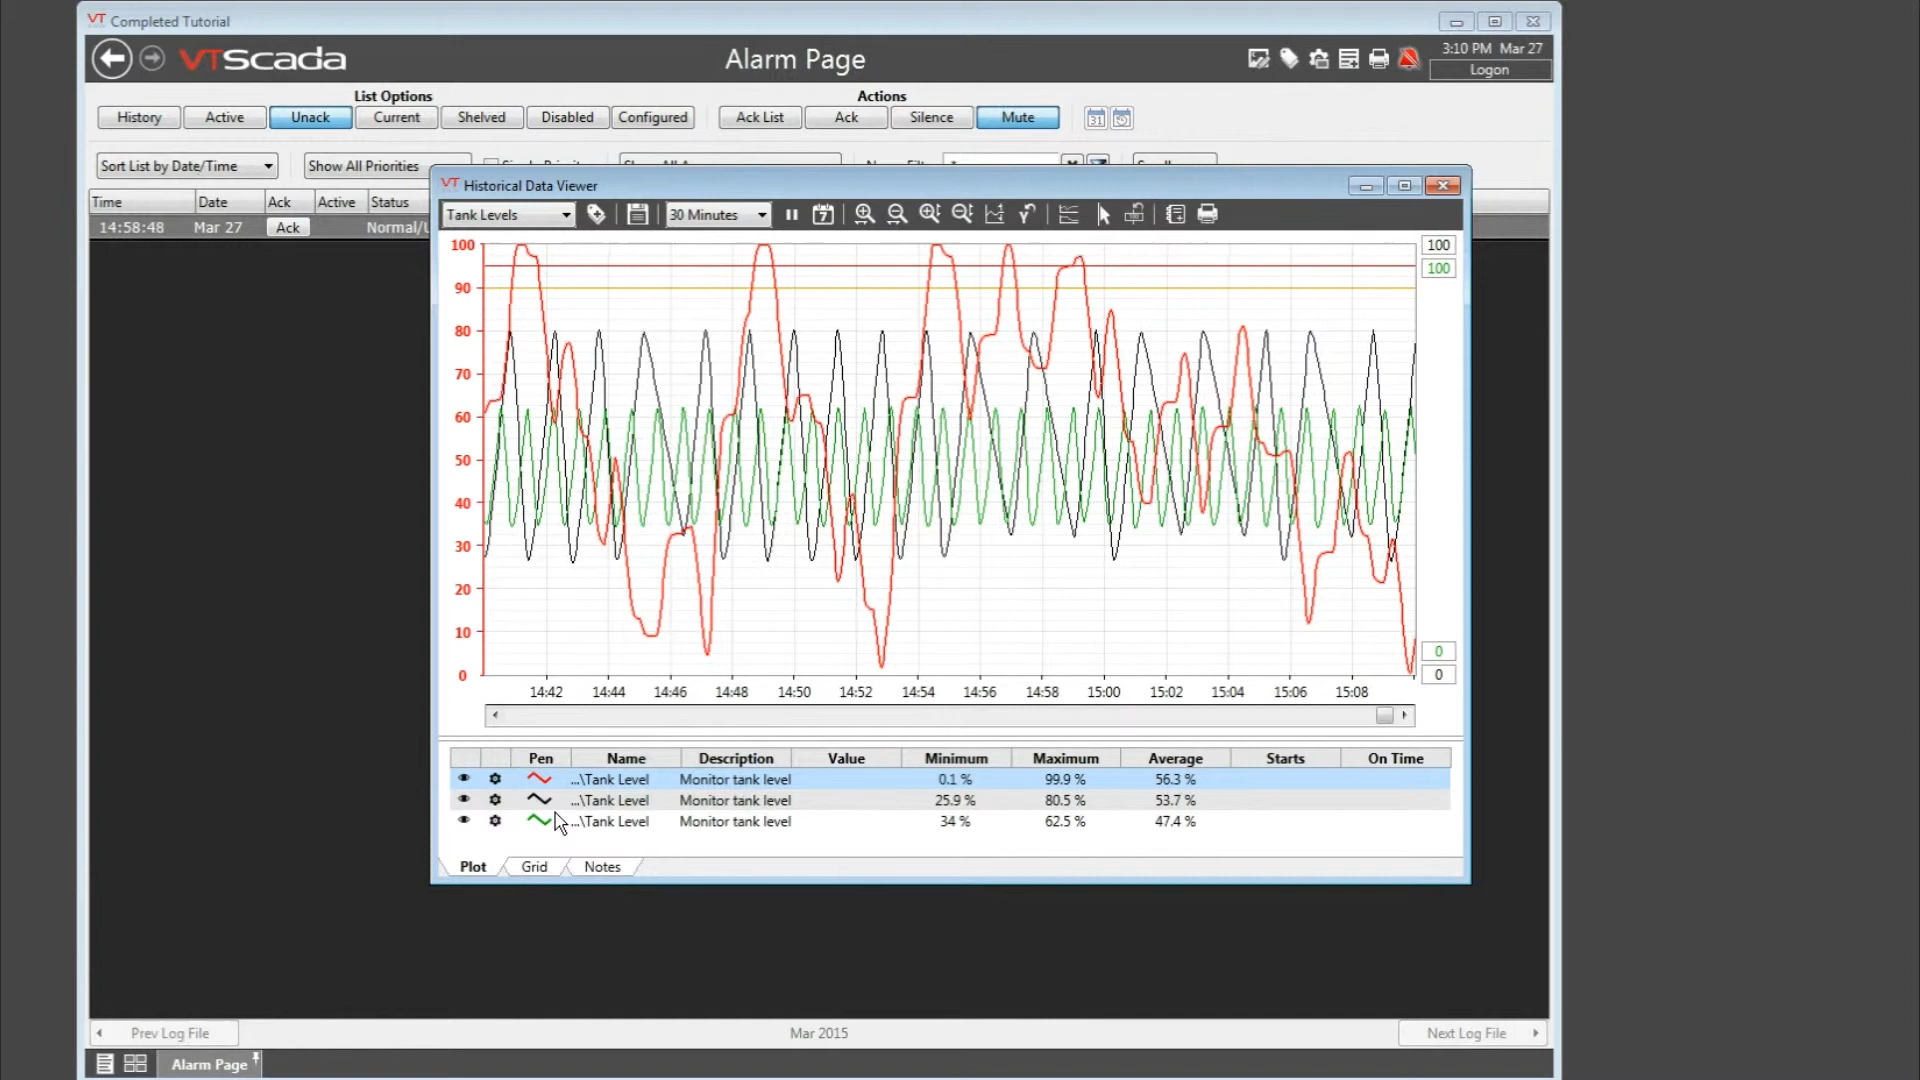 VT Completed Tutorial
VTScada
Alarm Page
3:10 PM Mar 27
Logon
List Options
Actions
History Active Unack Current Shelved Disabled Configured Ack List Ack Silence Mute 31
Sort List by Date/Time Show All Priorities
Time Date Ack Active Status
14:58:48 Mar 27 Ack Normal/U
VT Historical Data Viewer
Tank Levels 30 Minutes 7
100
90
80
70
60
50
40
30
20
10
0
100
100
0
0
14:42 14:44 14:46 14:48 14:50 14:52 14:54 14:56 14:58 15:00 15:02 15:04 15:06 15:08
Pen Name Description Value Minimum Maximum Average Starts On Time
...\Tank Level Monitor tank level 0.1 % 99.9 % 56.3 %
...\Tank Level Monitor tank level 25.9 % 80.5 % 53.7 %
...\Tank Level Monitor tank level 34 % 62.5 % 47.4 %
Plot Grid Notes
Prev Log File Mar 2015 Next Log File
Alarm Page